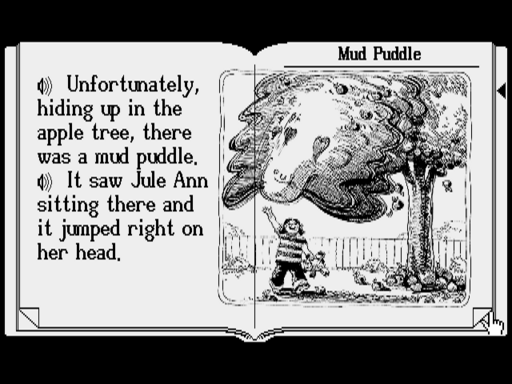 Mud Puddle
Unfortunately,
hiding up in the
apple tree, there
was a mud puddle.
It saw Jule Ann
sitting there and
it jumped right on
her head.